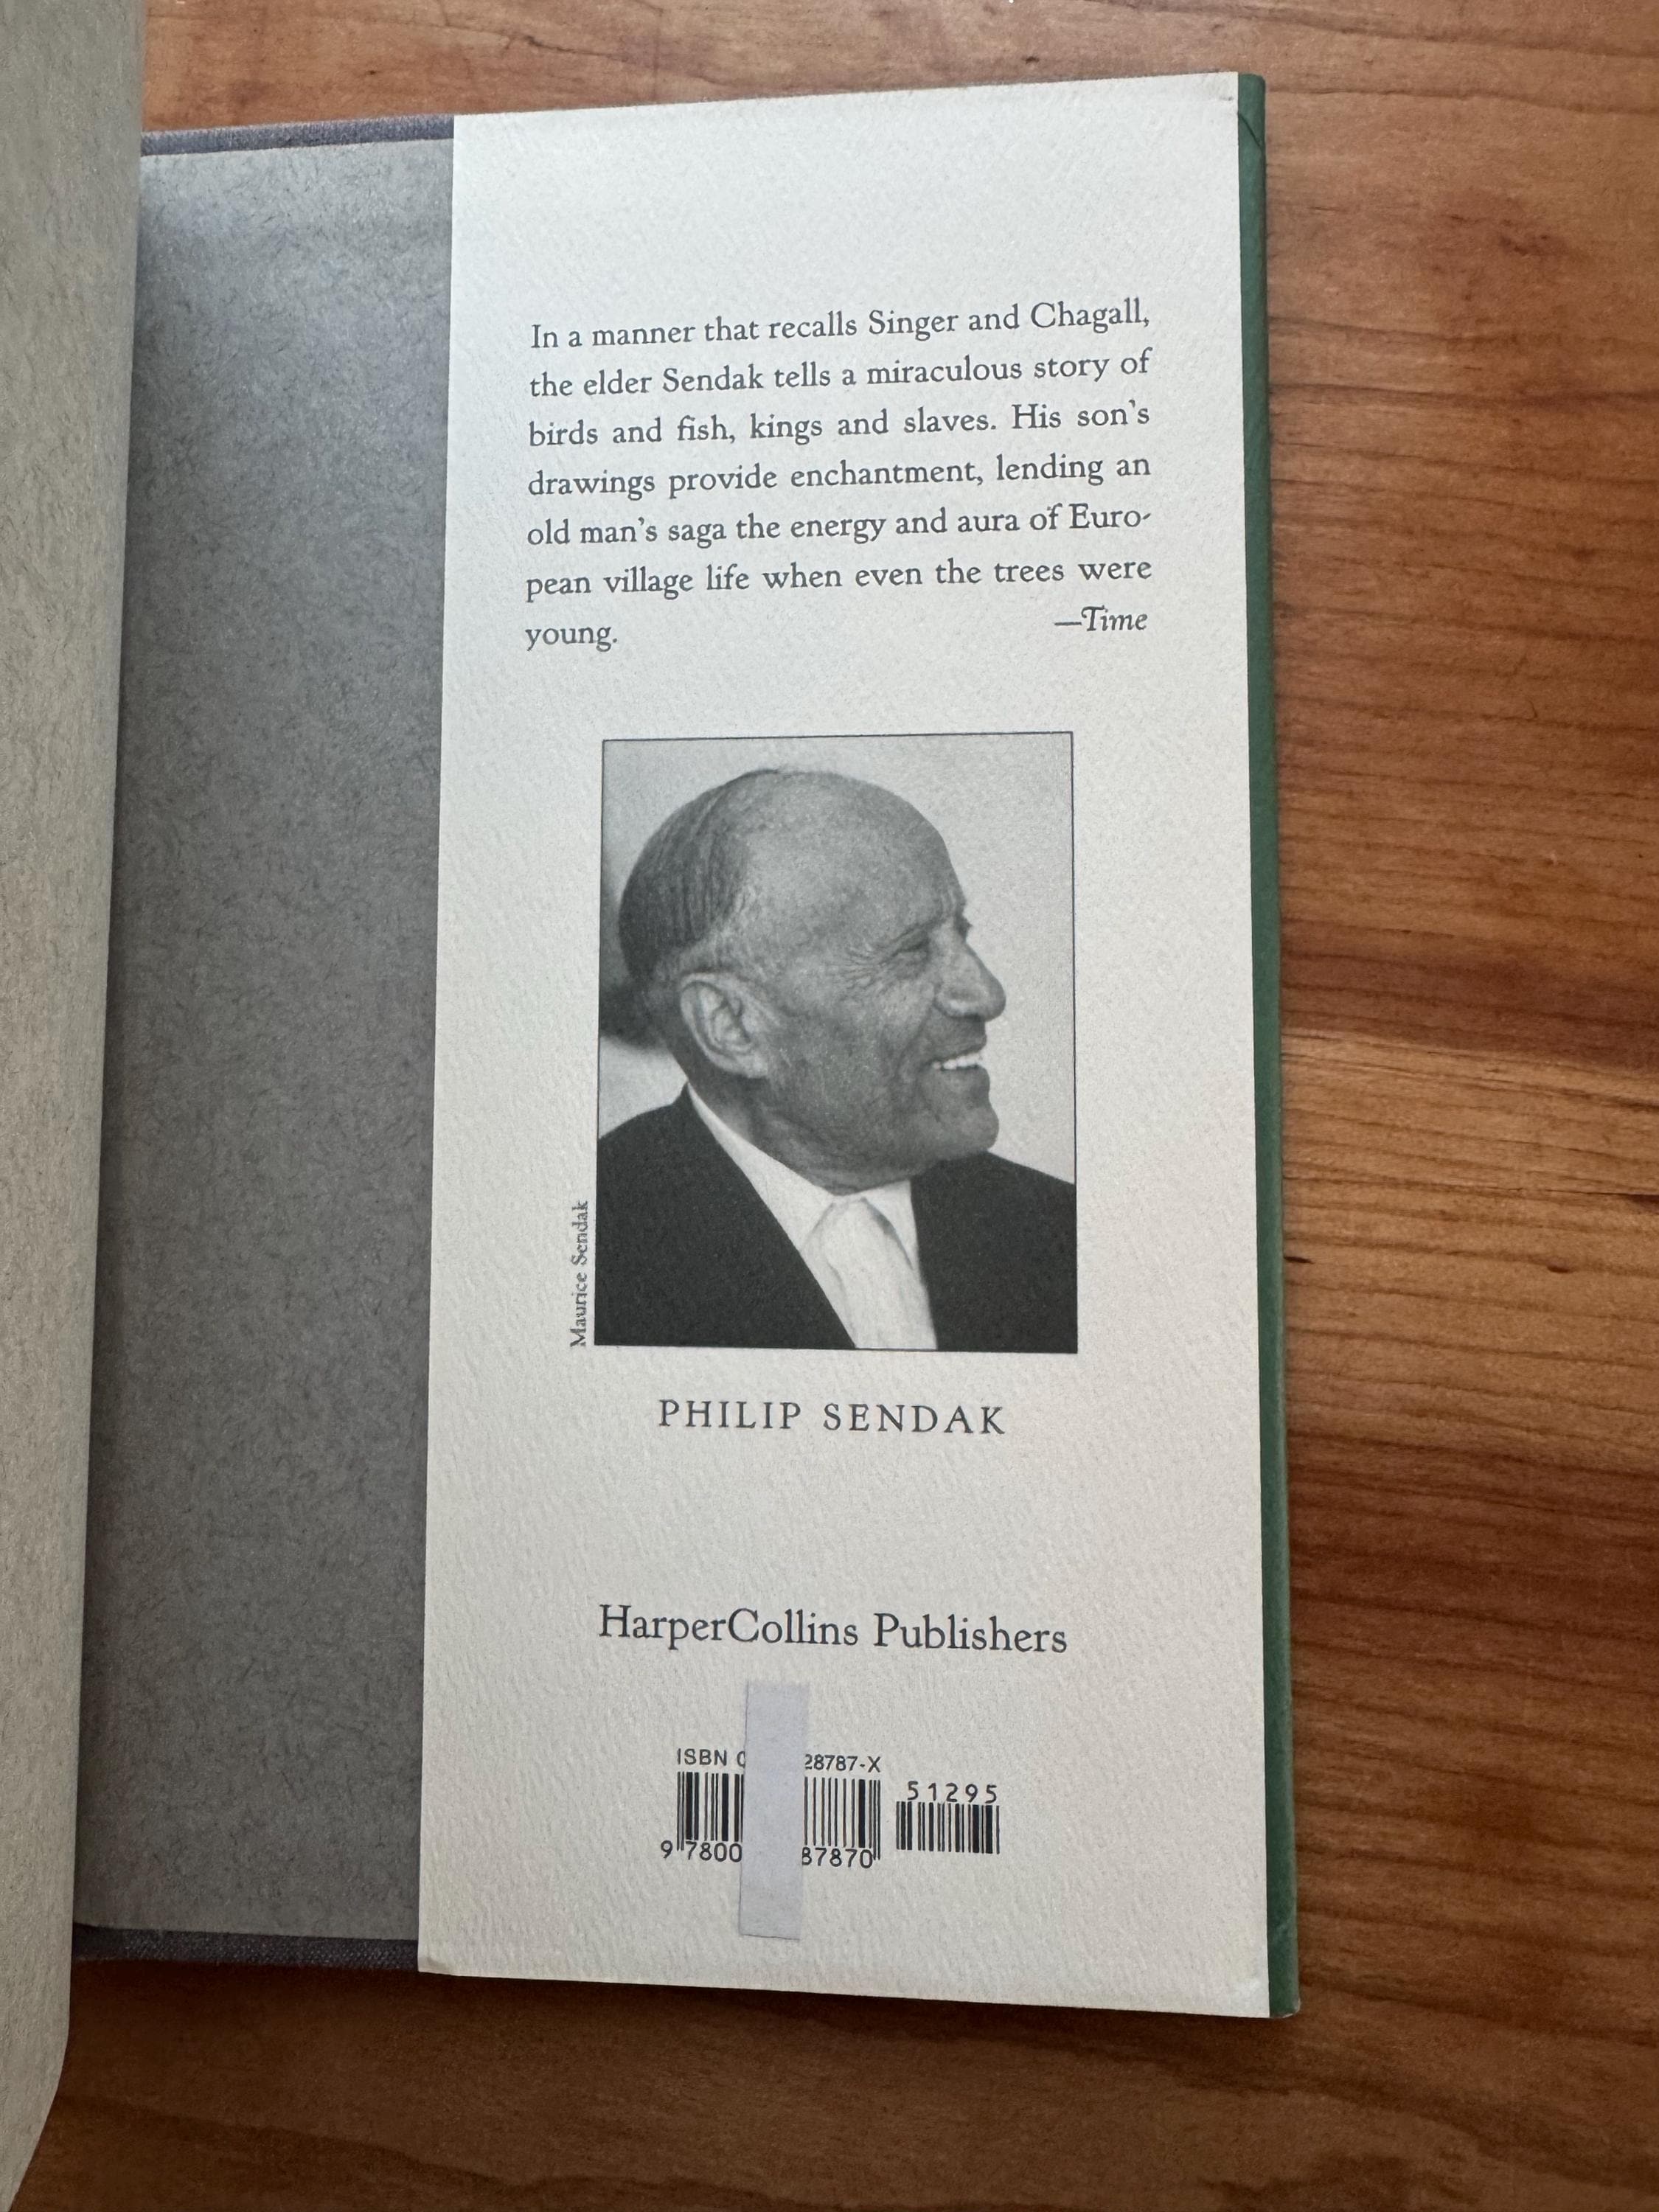 In a manner that recalls Singer and Chagall,
the elder Sendak tells a miraculous story of
birds and fish, kings and slaves. His son's
drawings provide enchantment, lending an
old man's saga the energy and aura of Euro-
pean village life when even the trees were
young. —Time
Maurice Sendak
PHILIP SENDAK
HarperCollins Publishers
ISBN 0 28787-X
51295
9 7800 87870